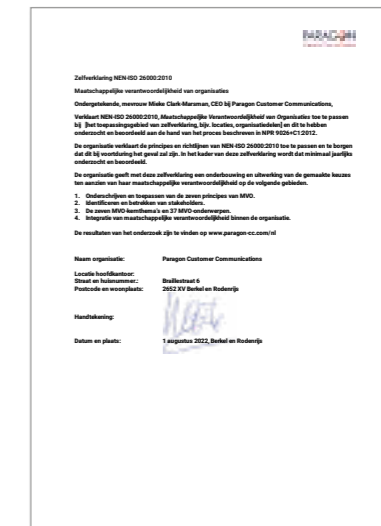 PARAGON
Zelfverklaring NEN-ISO 26000:2010
Maatschappelijke verantwoordelijkheid van organisaties
Ondergetekende, mevrouw Mieke Clark-Marsman, CEO bij Paragon Customer Communications,
Verklaart NEN-ISO 26000:2010, Maatschappelijke Verantwoordelijkheid van Organisaties toe te passen
bij [het toepassingsgebied van zelfverklaring, bijv. locaties, organisatiedelen] en dit te hebben
onderzocht en beoordeeld aan de hand van het proces beschreven in NPR 9026+C1:2012.
De organisatie verklaart de principes en richtlijnen van NEN-ISO 26000:2010 toe te passen en te borgen
dat dit bij voortduring het geval zal zijn. In het kader van deze zelfverklaring wordt dat minimaal jaarlijks
onderzocht en beoordeeld.
De organisatie geeft met deze zelfverklaring een onderbouwing en uitwerking van de gemaakte keuzes
ten aanzien van haar maatschappelijke verantwoordelijkheid op de volgende gebieden.
1. Onderschrijven en toepassen van de zeven principes van MVO.
2. Identificeren en betrekken van stakeholders.
3. De zeven MVO-kernthema's en 37 MVO-onderwerpen.
4. Integratie van maatschappelijke verantwoordelijkheid binnen de organisatie.
De resultaten van het onderzoek zijn te vinden op www.paragon-cc.com/nl
Naam organisatie: Paragon Customer Communications
Locatie hoofdkantoor:
Straat en huisnummer.: Braillestraat 6
Postcode en woonplaats: 2652 XV Berkel en Rodenrijs
Handtekening:
Datum en plaats: 1 augustus 2022, Berkel en Rodenrijs